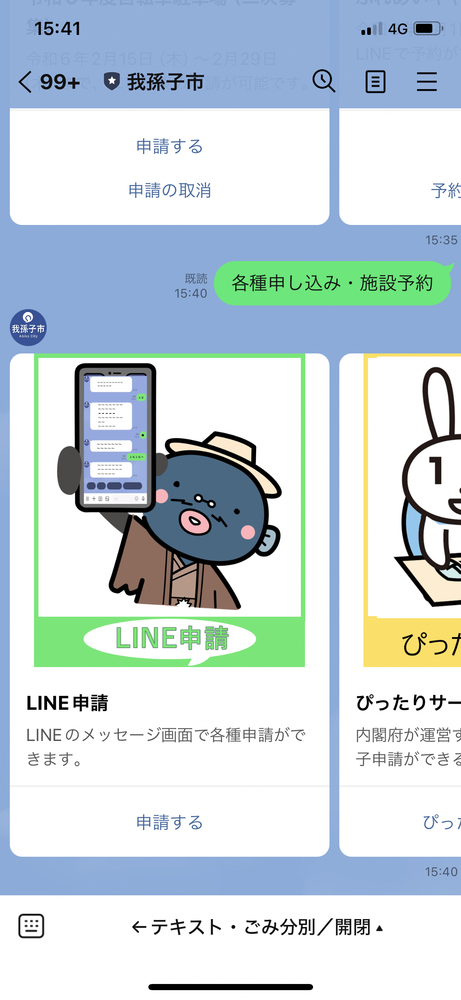 15:41
4G
99+ 我孫子市
令和6年2月15日（木）～2月29日
LINEで予約が
申請する
申請の取消
予約
15:35
既読
15:40
各種申し込み・施設予約
我孫子市
Abiko City
LINE申請
ぴった
LINE申請
LINEのメッセージ画面で各種申請がで
きます。
ぴったりサー
内閣府が運営す
子申請ができる
申請する
ぴった
15:40
←テキスト・ごみ分別／開閉▲